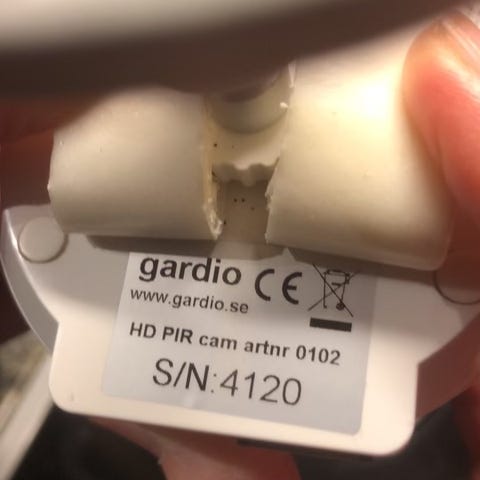 gardio CE
www.gardio.se
HD PIR cam artnr 0102
S/N:4120